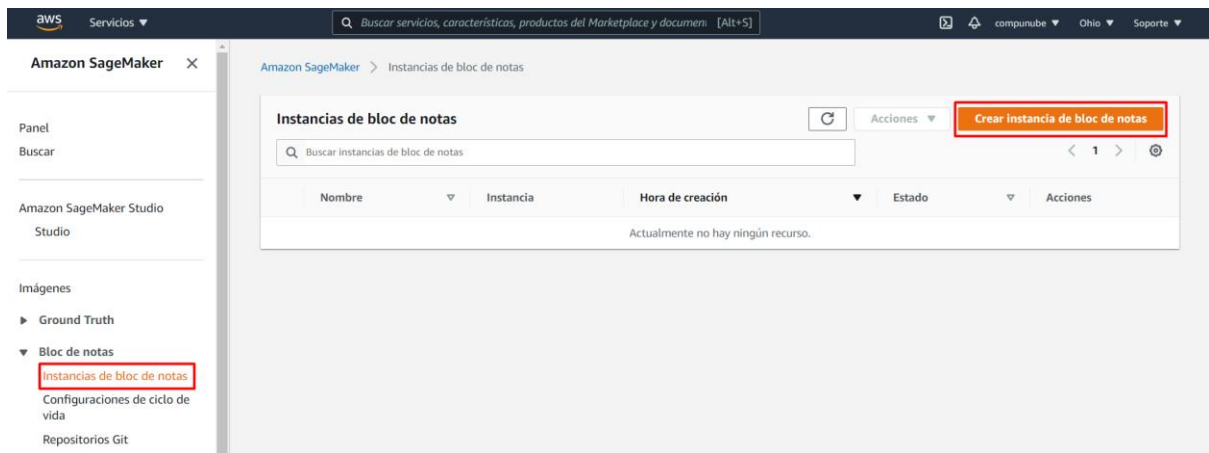 aws Servicios ▼ Buscar servicios, características, productos del Marketplace y documen [Alt+S] compunube ▼ Ohio ▼ Soporte ▼
Amazon SageMaker ×
Panel
Buscar
Amazon SageMaker Studio
Studio
Imágenes
Ground Truth
Bloc de notas
Instancias de bloc de notas
Configuraciones de ciclo de
vida
Repositorios Git
Amazon SageMaker > Instancias de bloc de notas
Instancias de bloc de notas Acciones ▼ Crear instancia de bloc de notas
Buscar instancias de bloc de notas < 1 >
Nombre Instancia Hora de creación Estado Acciones
Actualmente no hay ningún recurso.